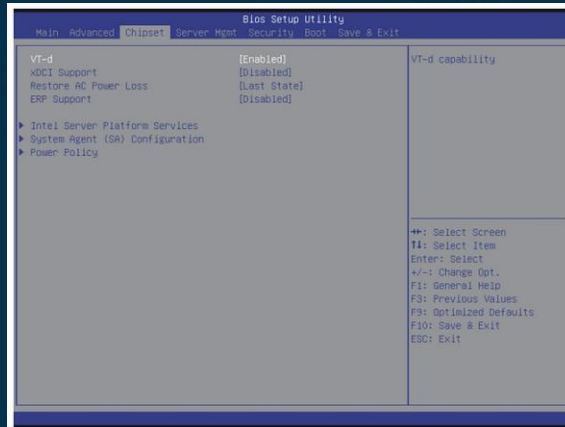 Bios Setup Utility
Main Advanced Chipset Server Mgmt Security Boot Save & Exit
VT-d [Enabled] VT-d capability
xDCI Support [Disabled]
Restore AC Power Loss [Last State]
ERP Support [Disabled]
▶ Intel Server Platform Services
▶ System Agent (SA) Configuration
▶ Power Policy
→←: Select Screen
↑↓: Select Item
Enter: Select
+/-: Change Opt.
F1: General Help
F3: Previous Values
F9: Optimized Defaults
F10: Save & Exit
ESC: Exit